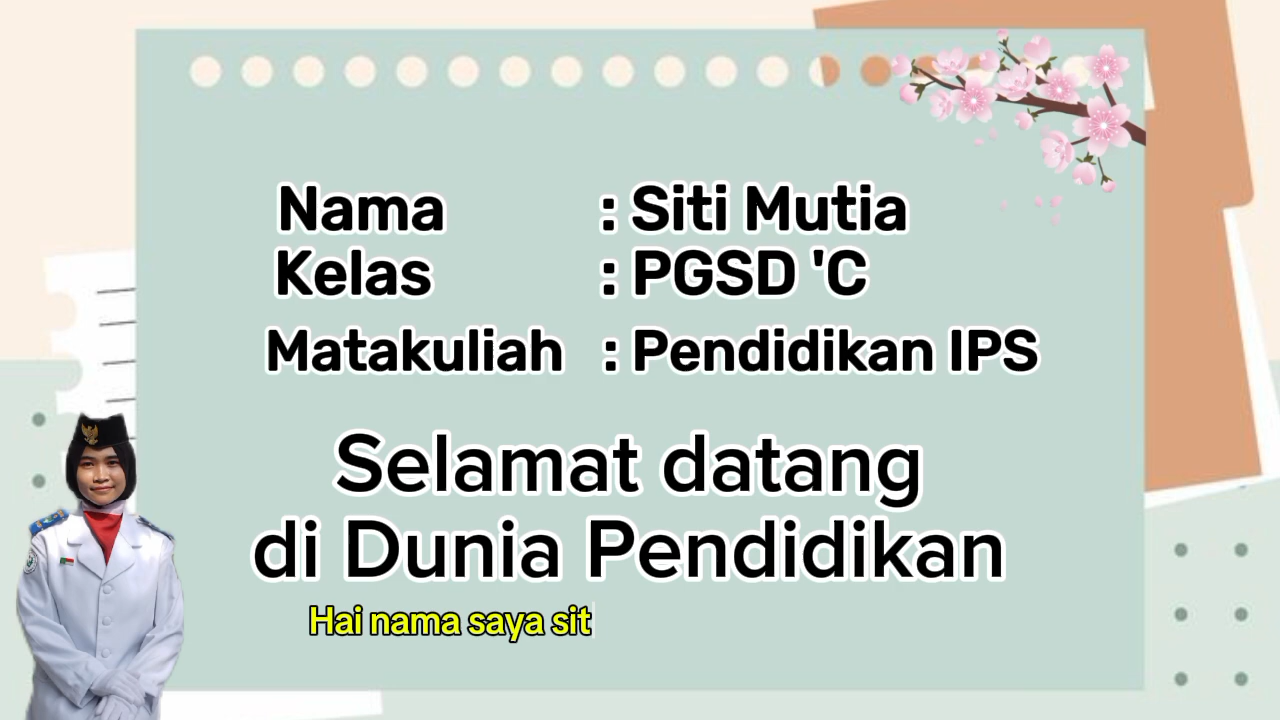 Nama : Siti Mutia
Kelas : PGSD 'C
Matakuliah : Pendidikan IPS
Selamat datang
di Dunia Pendidikan
Hai nama saya sit